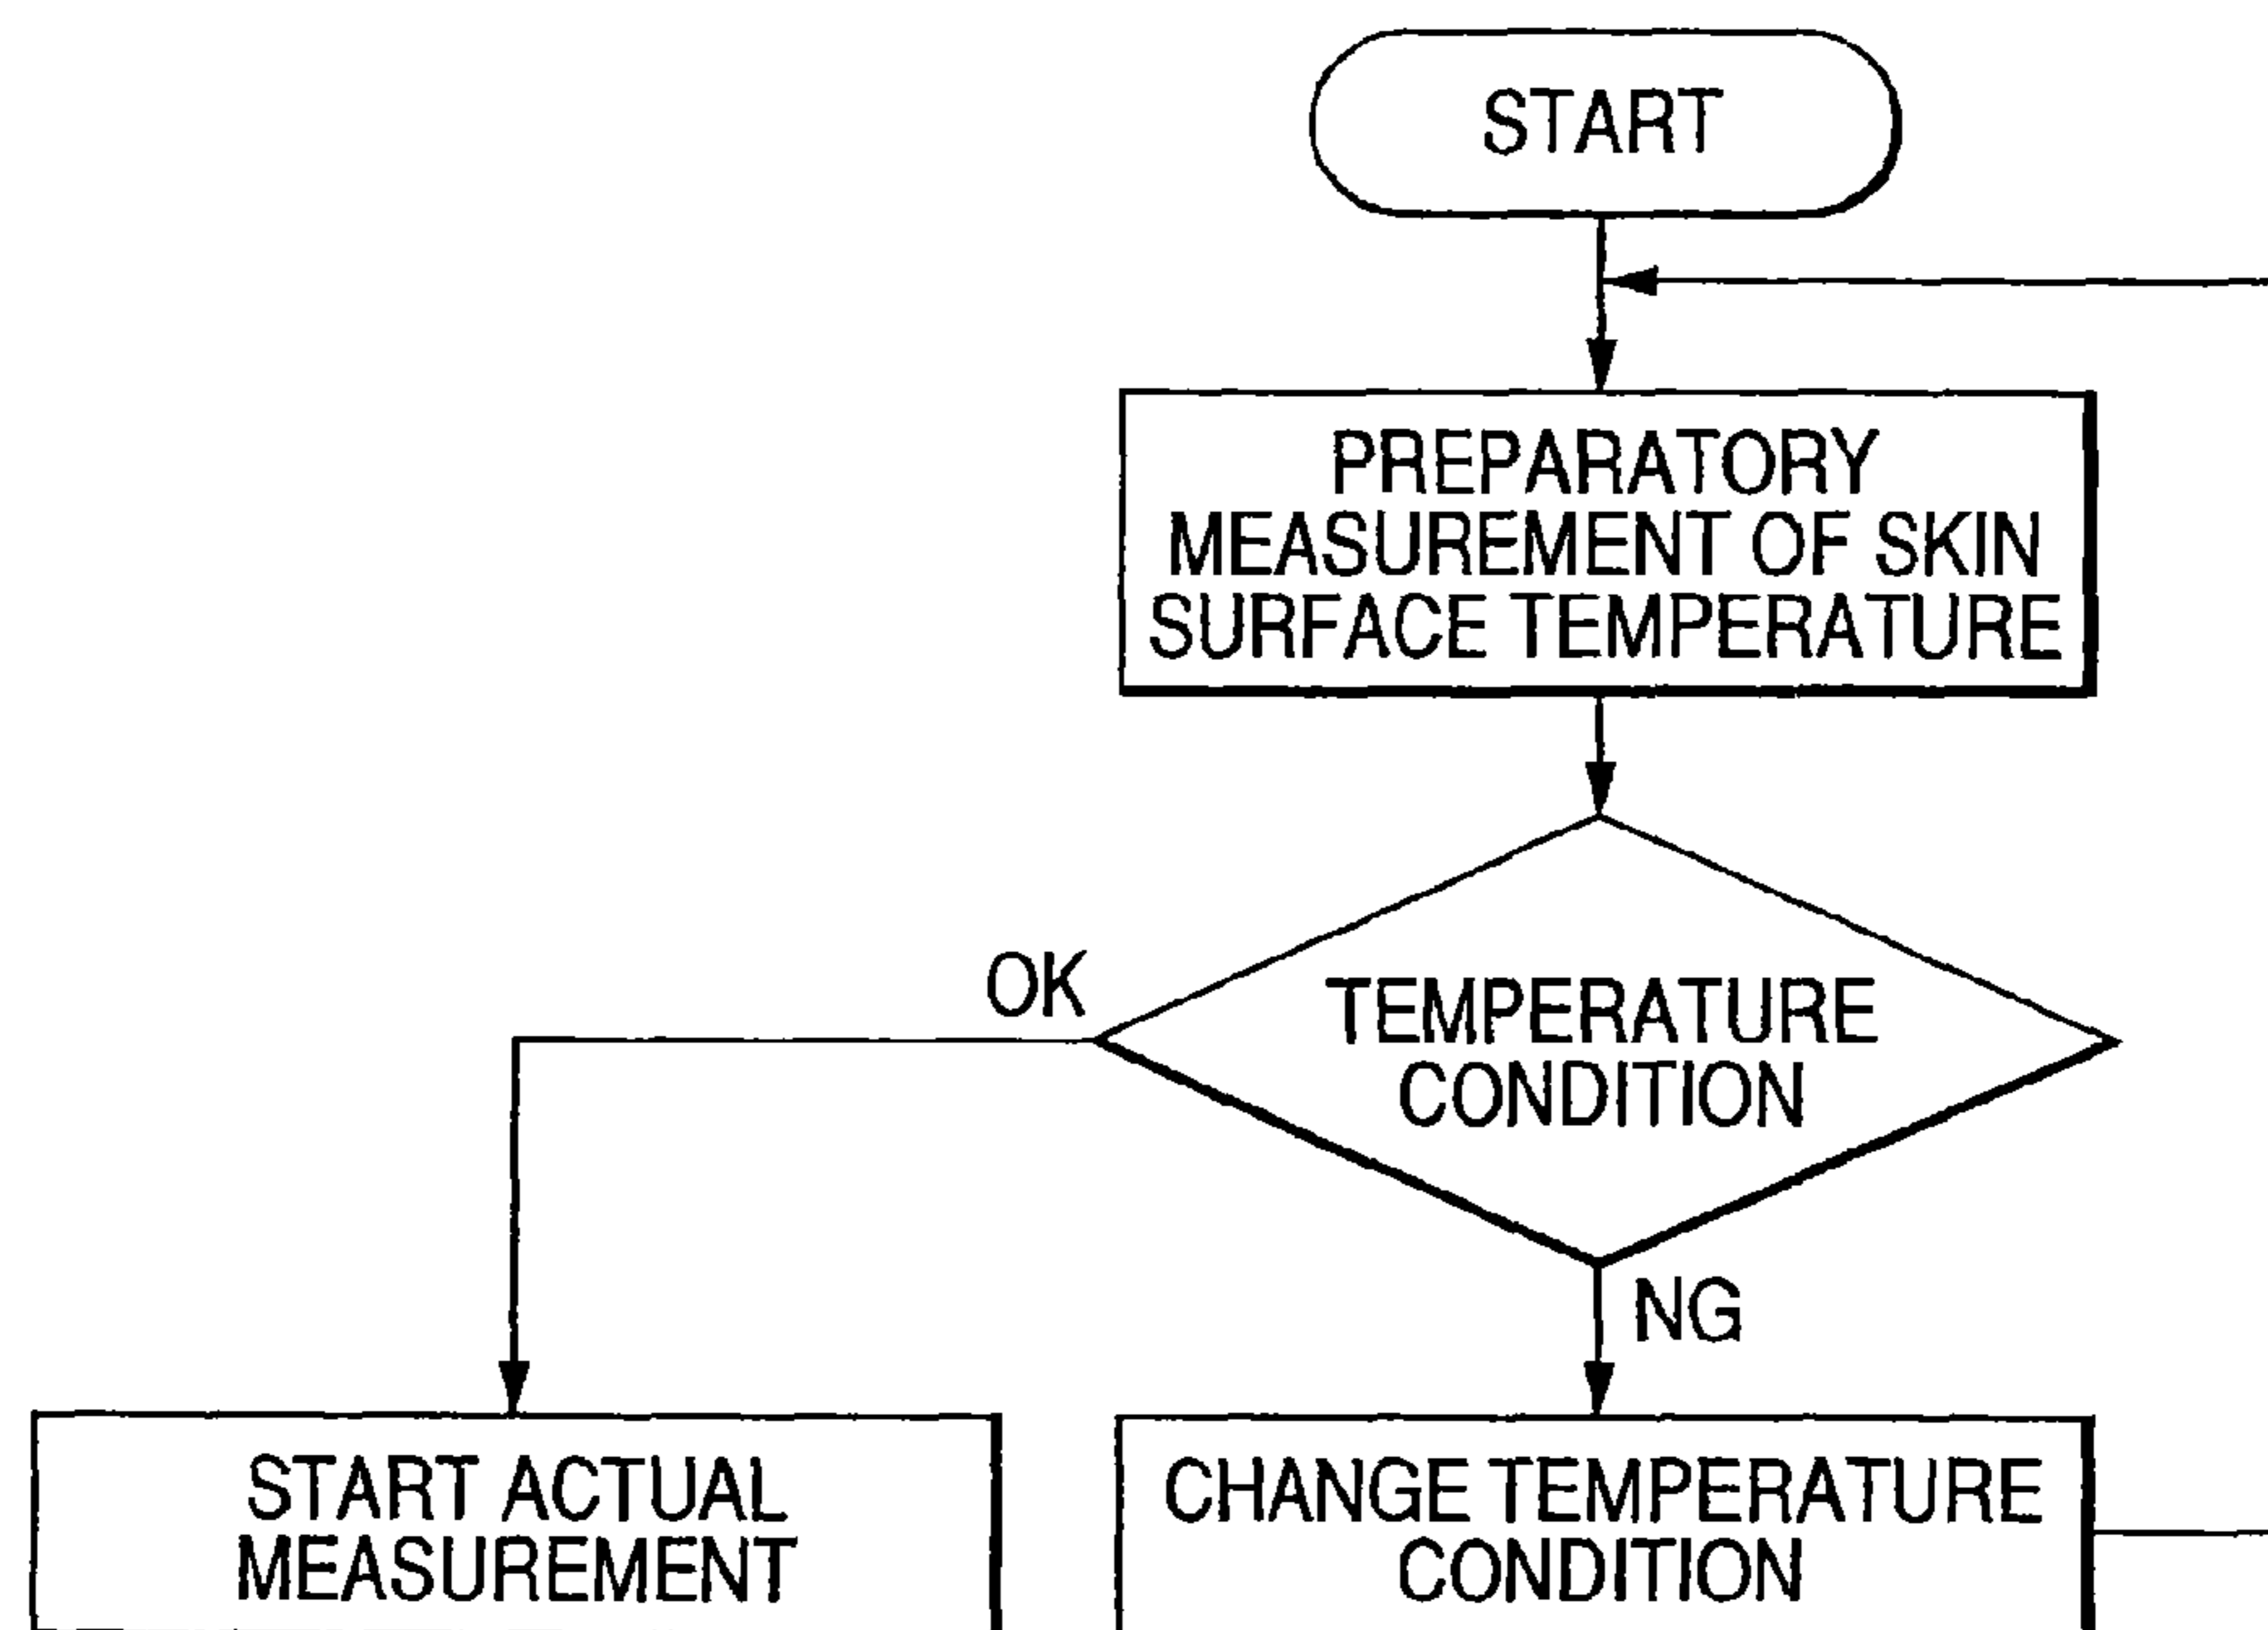 START
PREPARATORY
MEASUREMENT OF SKIN
SURFACE TEMPERATURE
OK
TEMPERATURE
CONDITION
NG
START ACTUAL
MEASUREMENT
CHANGE TEMPERATURE
CONDITION